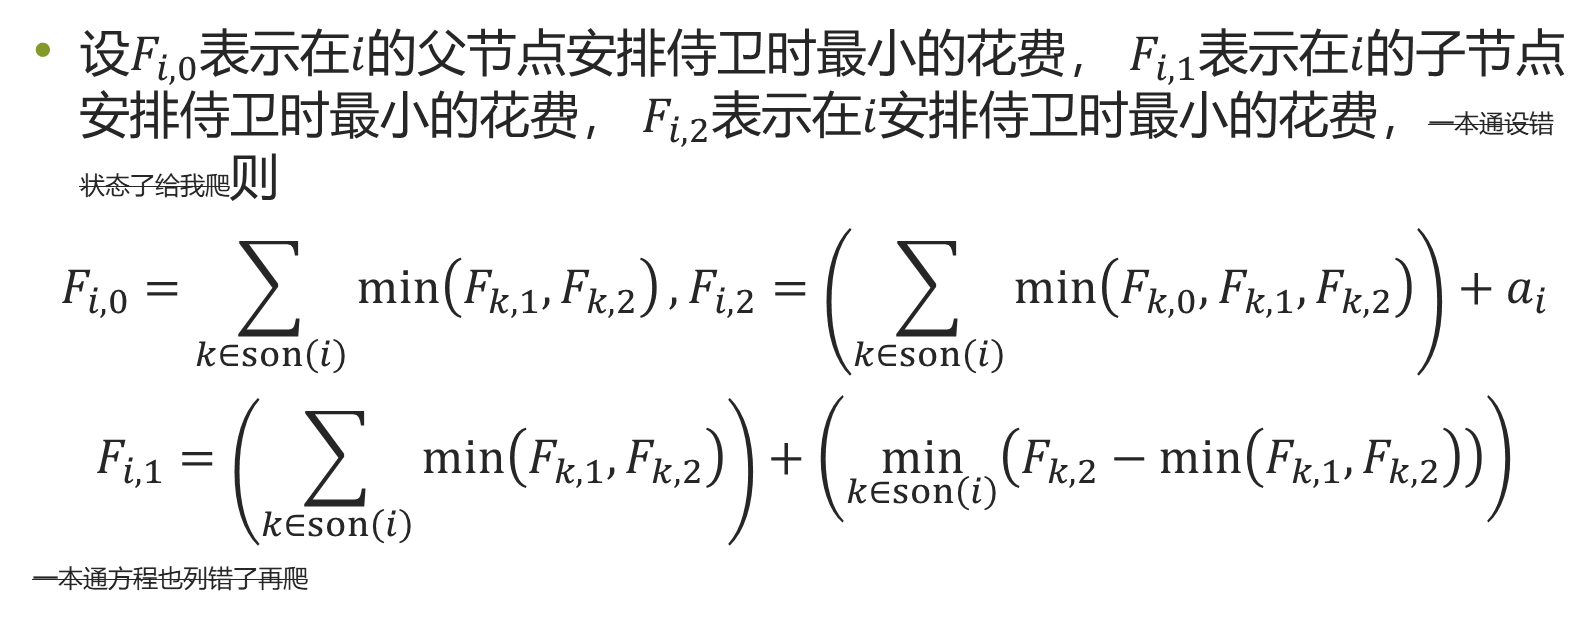 • 设F_{i,0}表示在i的父节点安排侍卫时最小的花费， F_{i,1}表示在i的子节点
安排侍卫时最小的花费， F_{i,2}表示在i安排侍卫时最小的花费， 一本通设错
状态了给我爬则
F_{i,0} = ∑_{k∈son(i)} min(F_{k,1}, F_{k,2}) , F_{i,2} = (∑_{k∈son(i)} min(F_{k,0}, F_{k,1}, F_{k,2})) + a_i
F_{i,1} = (∑_{k∈son(i)} min(F_{k,1}, F_{k,2})) + (min_{k∈son(i)} (F_{k,2} − min(F_{k,1}, F_{k,2})))
一本通方程也列错了再爬